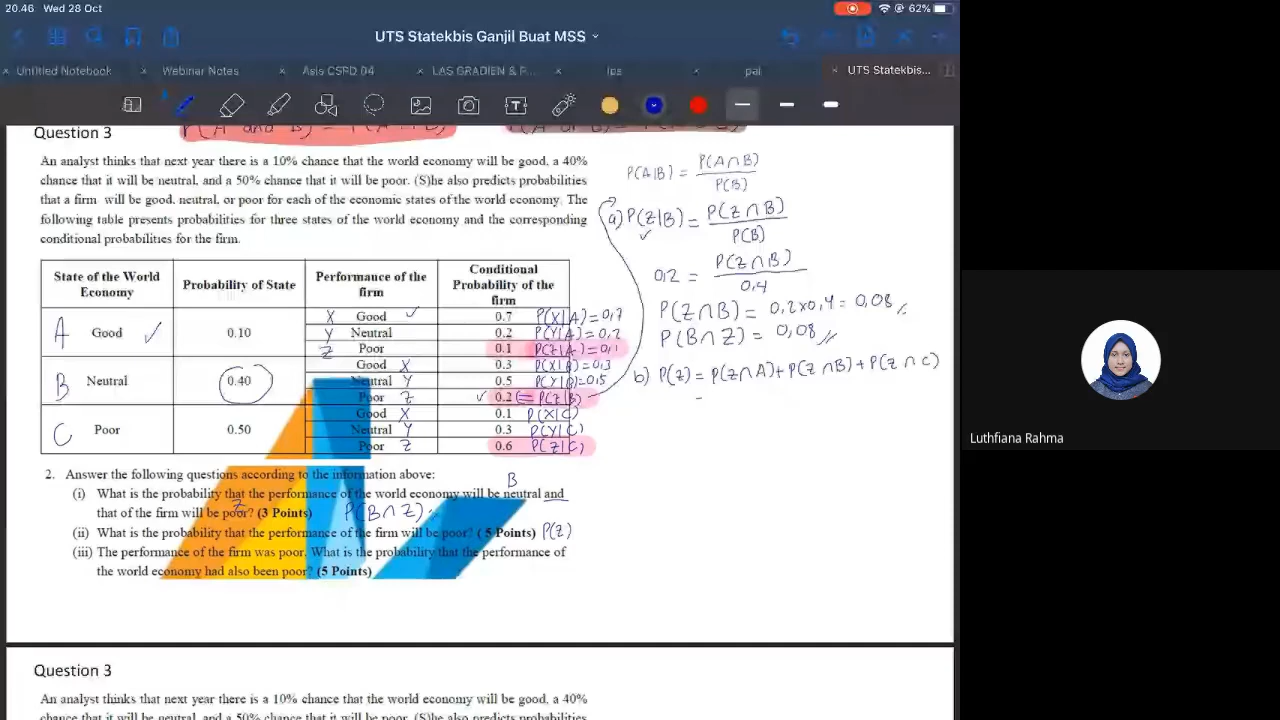 20.46 Wed 28 Oct
62%
UTS Statekbis Ganjil Buat MSS
Untitled Notebook
Webinar Notes
Asis CSPD 04
LAS GRADIEN & P...
ips
pai
UTS Statekbis...
Question 3
An analyst thinks that next year there is a 10% chance that the world economy will be good, a 40%
chance that it will be neutral, and a 50% chance that it will be poor. (S)he also predicts probabilities
that a firm will be good, neutral, or poor for each of the economic states of the world economy. The
following table presents probabilities for three states of the world economy and the corresponding
conditional probabilities for the firm.
State of the World Economy
Probability of State
Performance of the firm
Conditional Probability of the firm
A Good ✓ 0.10
X Good ✓ 0.7 P(X|A)=0,7
Y Neutral 0.2 P(Y|A)=0,2
Z Poor 0.1 P(Z|A)=0,1
B Neutral 0.40
Good X 0.3 P(X|B)=0,3
Neutral Y 0.5 P(Y|B)=0,5
Poor Z ✓ 0.2 = P(Z|B)
C Poor 0.50
Good X 0.1 P(X|C)
Neutral Y 0.3 P(Y|C)
Poor Z 0.6 P(Z|C)
2. Answer the following questions according to the information above:
B
(i) What is the probability that the performance of the world economy will be neutral and
Z
that of the firm will be poor? (3 Points) P(B∩Z)
(ii) What is the probability that the performance of the firm will be poor? ( 5 Points) P(Z)
(iii) The performance of the firm was poor. What is the probability that the performance of
the world economy had also been poor? (5 Points)
P(A|B) = P(A∩B) / P(B)
a) P(Z|B) = P(Z∩B) / P(B)
0,2 = P(Z∩B) / 0,4
P(Z∩B) = 0,2x0,4 = 0,08
P(B∩Z) = 0,08
b) P(Z) = P(Z∩A)+P(Z∩B)+P(Z∩C)
Luthfiana Rahma
Question 3
An analyst thinks that next year there is a 10% chance that the world economy will be good, a 40%
chance that it will be neutral, and a 50% chance that it will be poor. (S)he also predicts probabilities